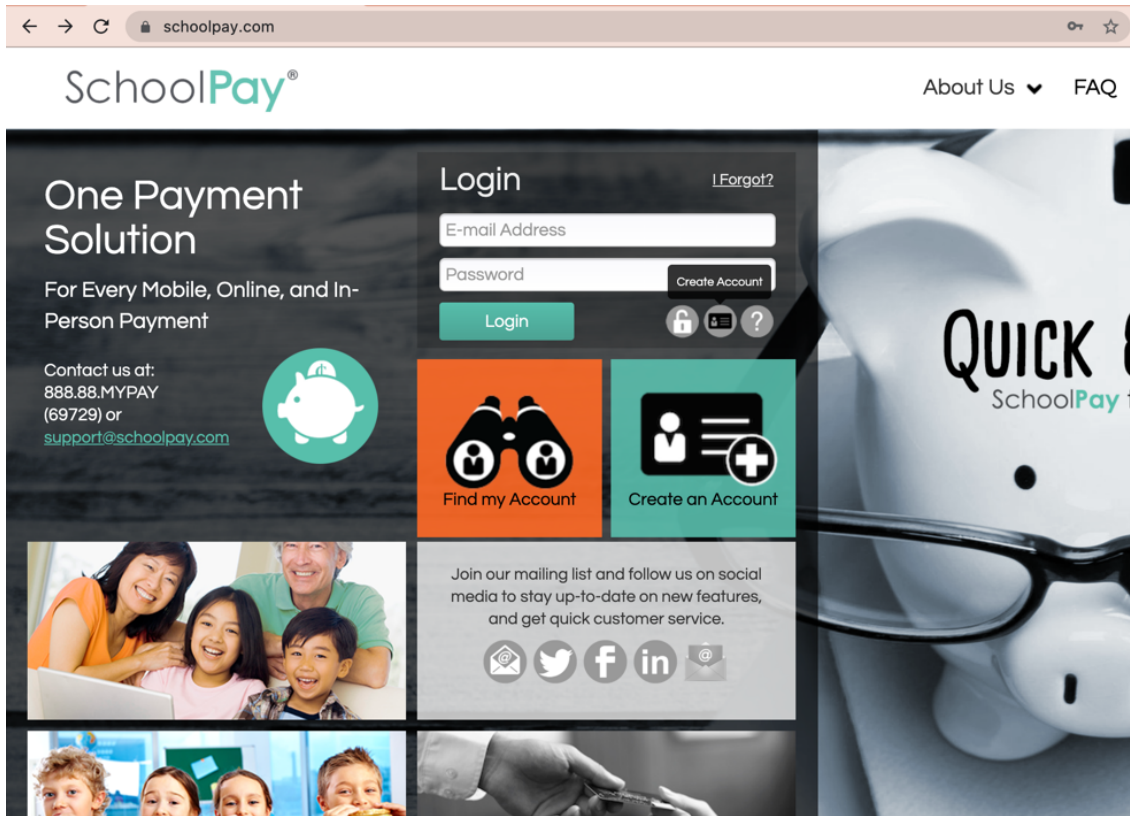 schoolpay.com
SchoolPay®
About Us
FAQ
One Payment
Solution
For Every Mobile, Online, and In-
Person Payment
Contact us at:
888.88.MYPAY
(69729) or
support@schoolpay.com
Login
I Forgot?
E-mail Address
Password
Create Account
Login
?
Find my Account
Create an Account
Join our mailing list and follow us on social
media to stay up-to-date on new features,
and get quick customer service.
QUICK
SchoolPay